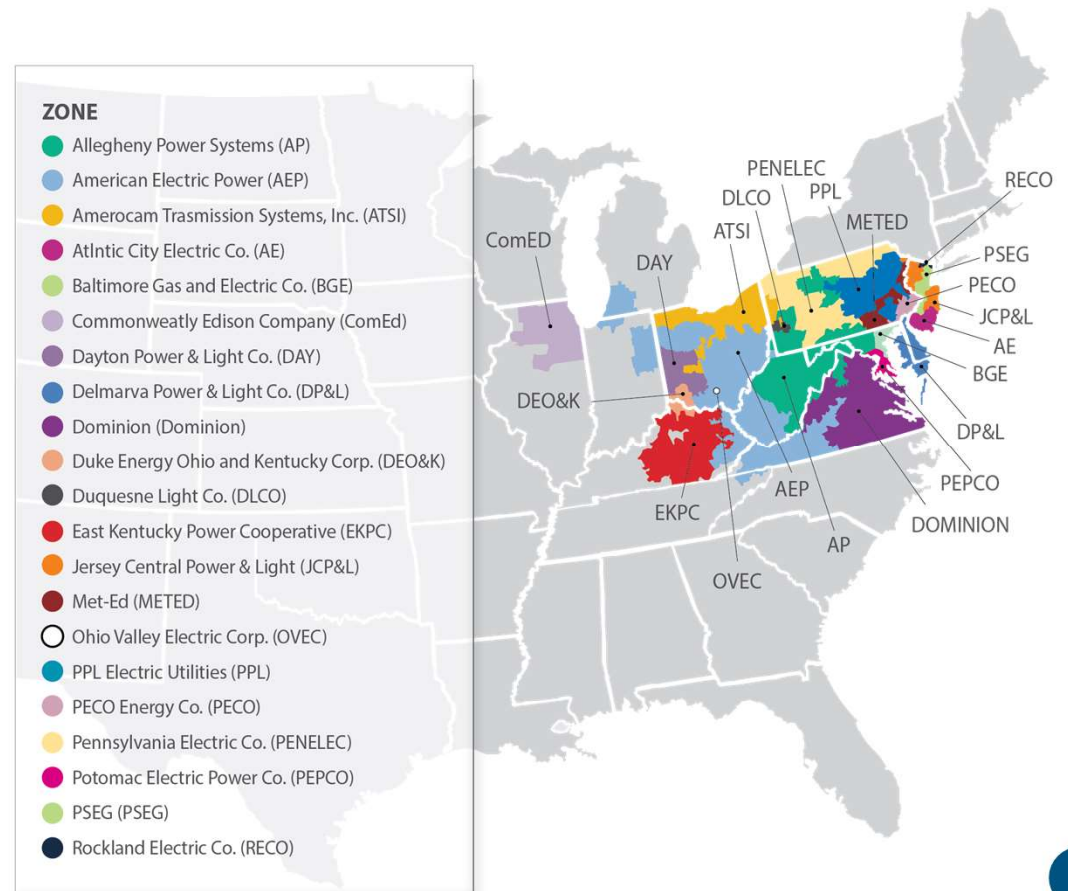 ZONE
Allegheny Power Systems (AP)
American Electric Power (AEP)
Amerocam Trasmission Systems, Inc. (ATSI)
Atlntic City Electric Co. (AE)
Baltimore Gas and Electric Co. (BGE)
Commonweatly Edison Company (ComEd)
Dayton Power & Light Co. (DAY)
Delmarva Power & Light Co. (DP&L)
Dominion (Dominion)
Duke Energy Ohio and Kentucky Corp. (DEO&K)
Duquesne Light Co. (DLCO)
East Kentucky Power Cooperative (EKPC)
Jersey Central Power & Light (JCP&L)
Met-Ed (METED)
Ohio Valley Electric Corp. (OVEC)
PPL Electric Utilities (PPL)
PECO Energy Co. (PECO)
Pennsylvania Electric Co. (PENELEC)
Potomac Electric Power Co. (PEPCO)
PSEG (PSEG)
Rockland Electric Co. (RECO)
PENELEC
RECO
DLCO
PPL
ATSI
METED
ComED
DAY
PSEG
PECO
JCP&L
AE
BGE
DEO&K
DP&L
PEPCO
AEP
EKPC
DOMINION
AP
OVEC